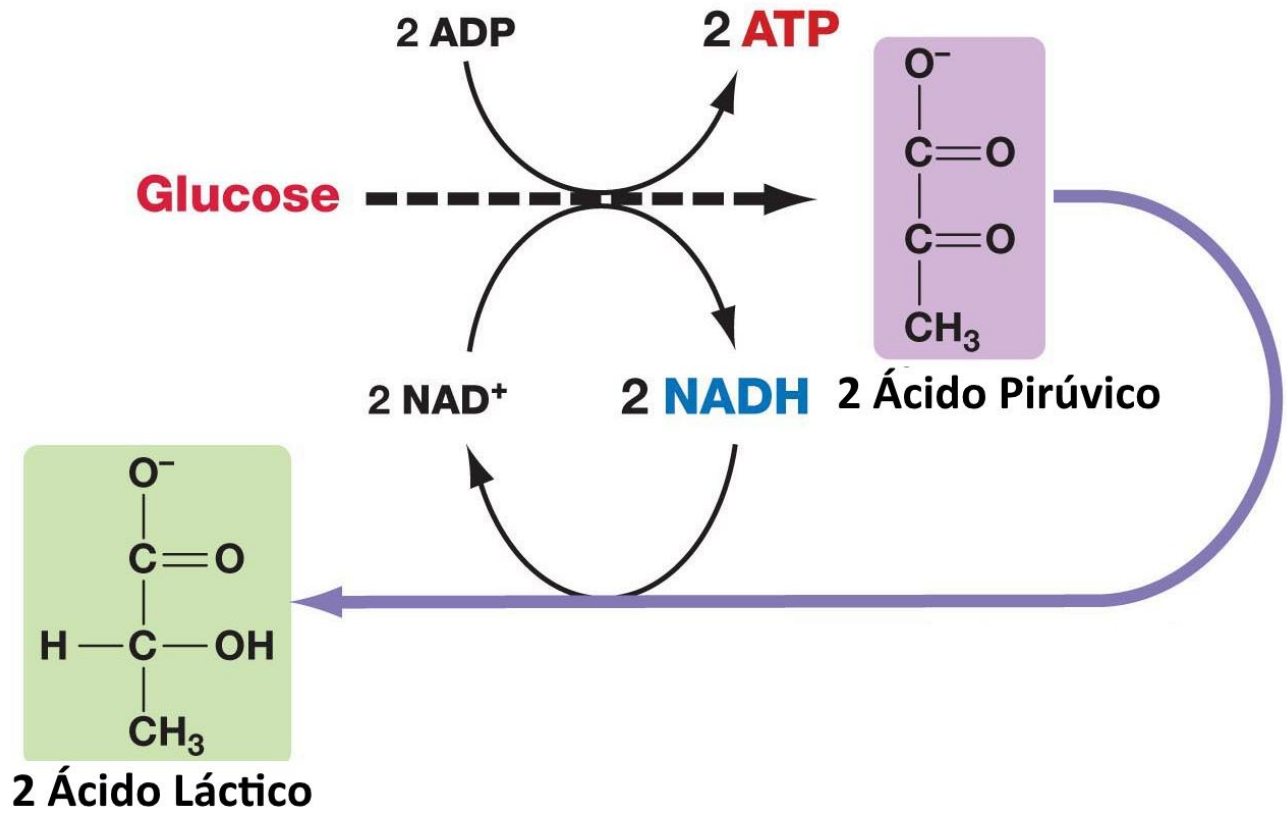 2 ADP
2 ATP
Glucose
O⁻
C=O
C=O
CH₃
2 NAD⁺
2 NADH
2 Ácido Pirúvico
O⁻
C=O
H—C—OH
CH₃
2 Ácido Láctico